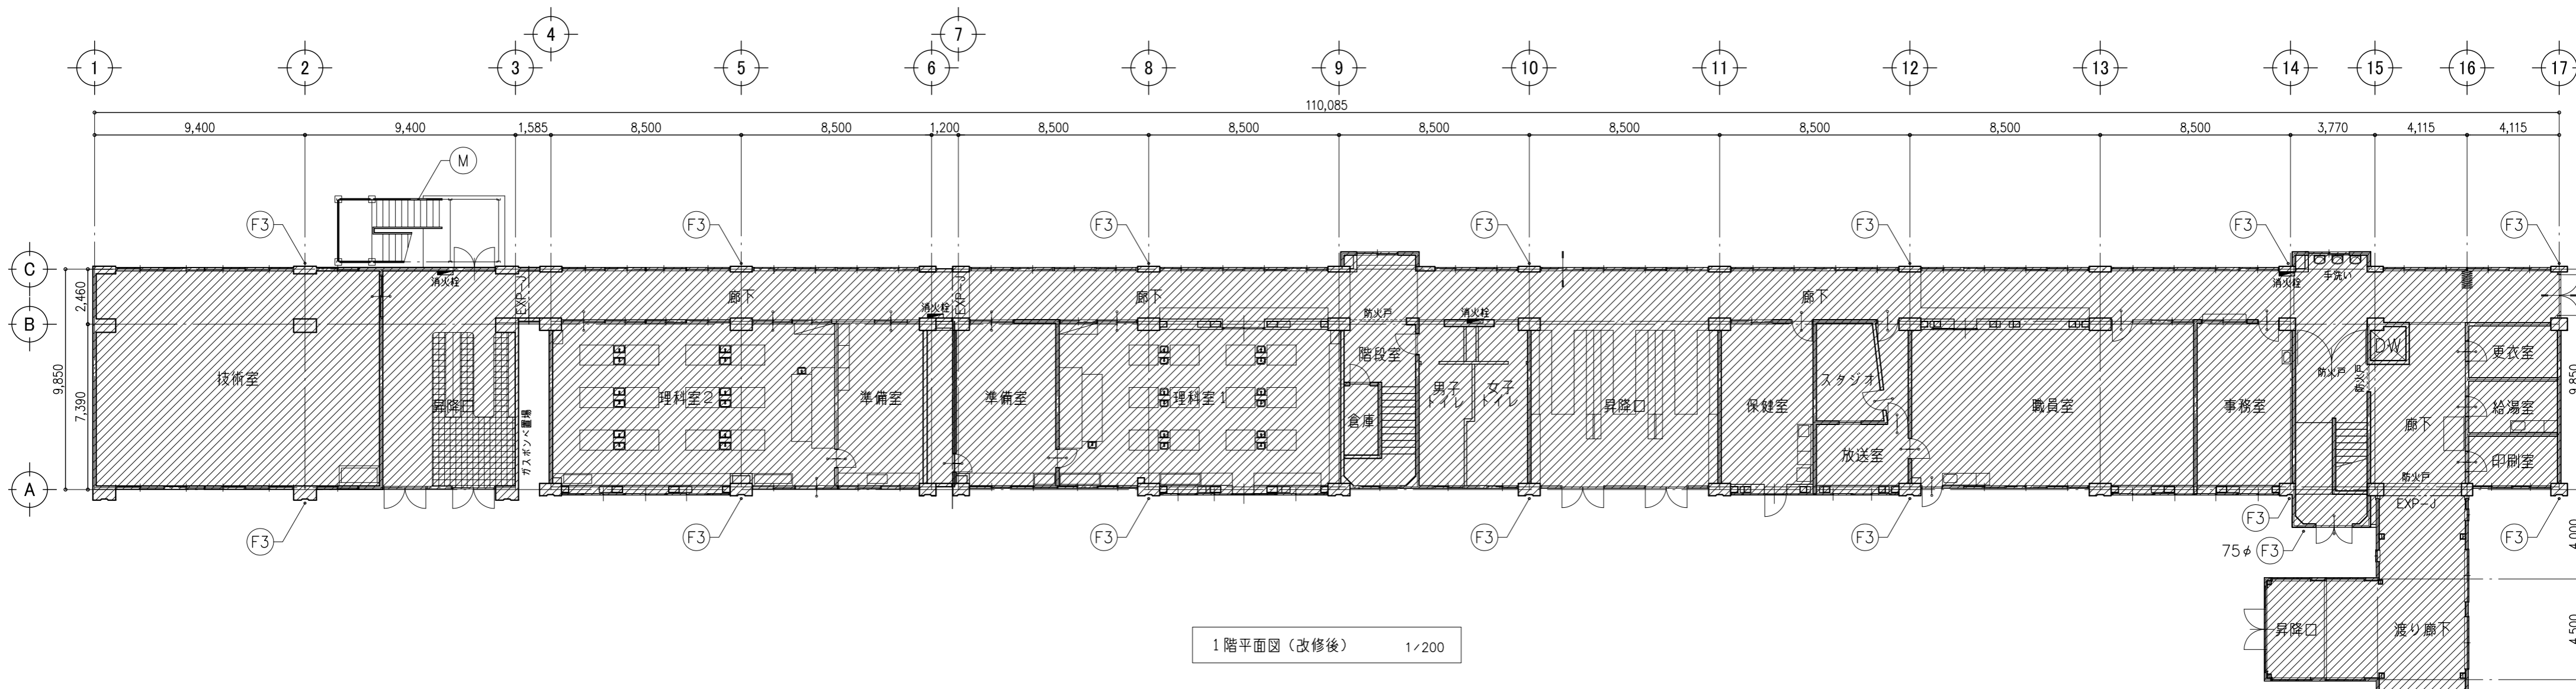 4
7
1 2 3 5 6 8 9 10 11 12 13 14 15 16 17
110,085
9,400 9,400 1,585 8,500 8,500 1,200 8,500 8,500 8,500 8,500 8,500 8,500 8,500 3,770 4,115 4,115
M
F3 F3 F3 F3 F3 F3 F3
C
手洗い
消火栓 消火栓
2,460
EXP-J 廊下 EXP-J 廊下 廊下
消火栓 防火戸 消火栓
B
DW
階段室 更衣室
9,850 9,850
技術室 防火戸 防火戸
スタジオ
7,390
男子トイレ
女子トイレ
昇降口 理科室2 準備室 準備室 理科室1 昇降口 保健室 職員室 事務室 給湯室
倉庫
廊下
ガスボンベ置場
放送室 印刷室
防火戸
A
EXP-J
F3
F3 F3 F3 F3 F3 F3
75φ F3
4,000
昇降口 渡り廊下
4,500
1階平面図(改修後) 1/200